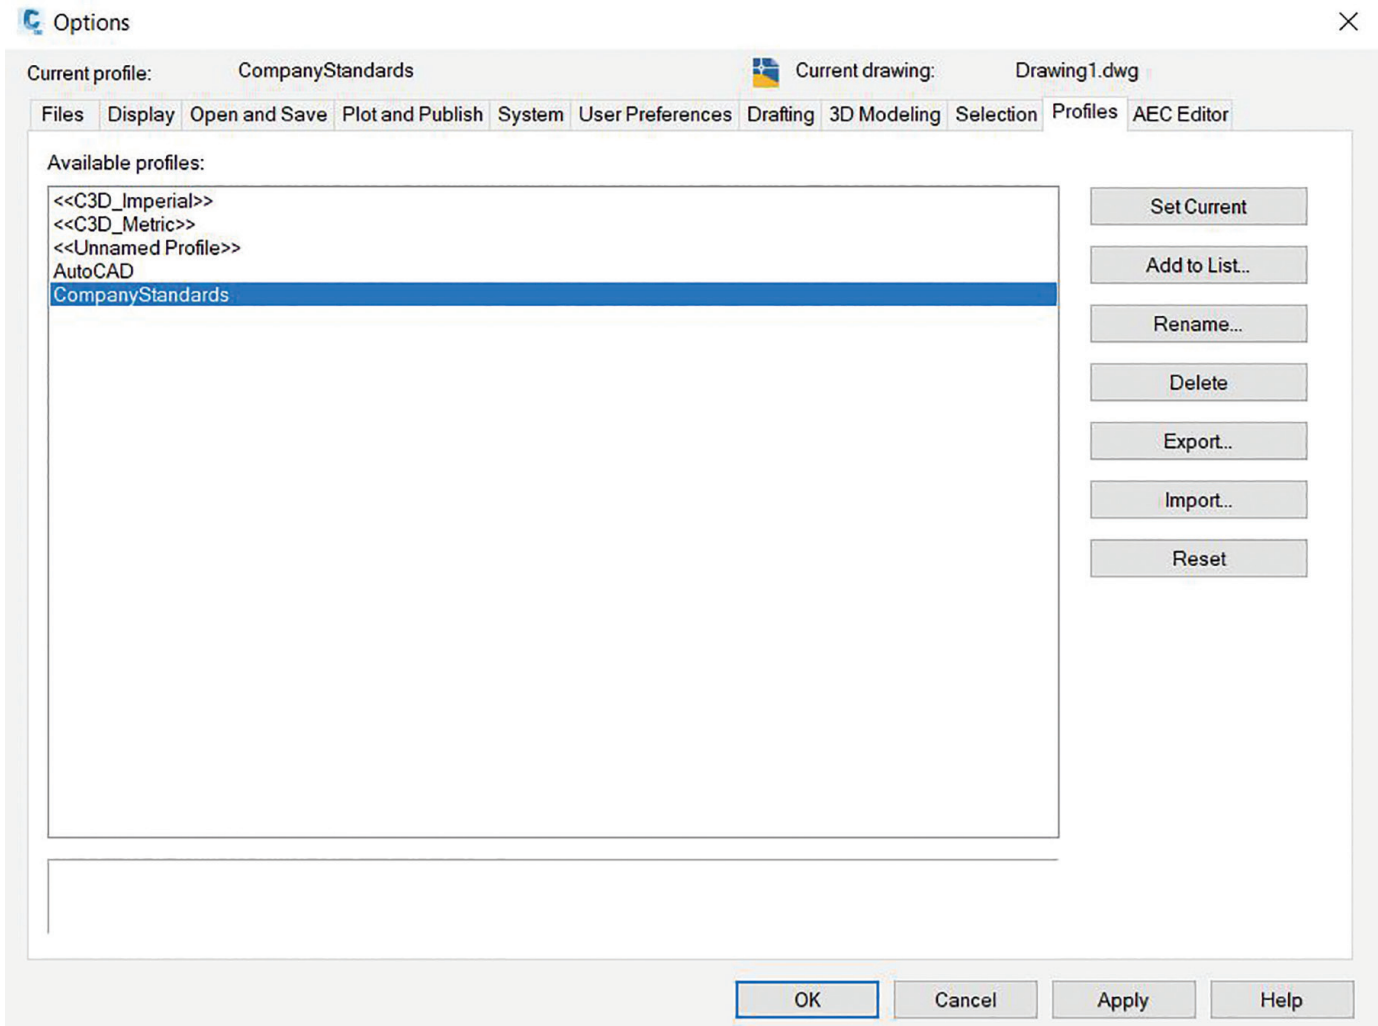 Options
Current profile: CompanyStandards Current drawing: Drawing1.dwg
Files Display Open and Save Plot and Publish System User Preferences Drafting 3D Modeling Selection Profiles AEC Editor
Available profiles:
<<C3D_Imperial>>
<<C3D_Metric>>
<<Unnamed Profile>>
AutoCAD
CompanyStandards
Set Current
Add to List...
Rename...
Delete
Export...
Import...
Reset
OK Cancel Apply Help